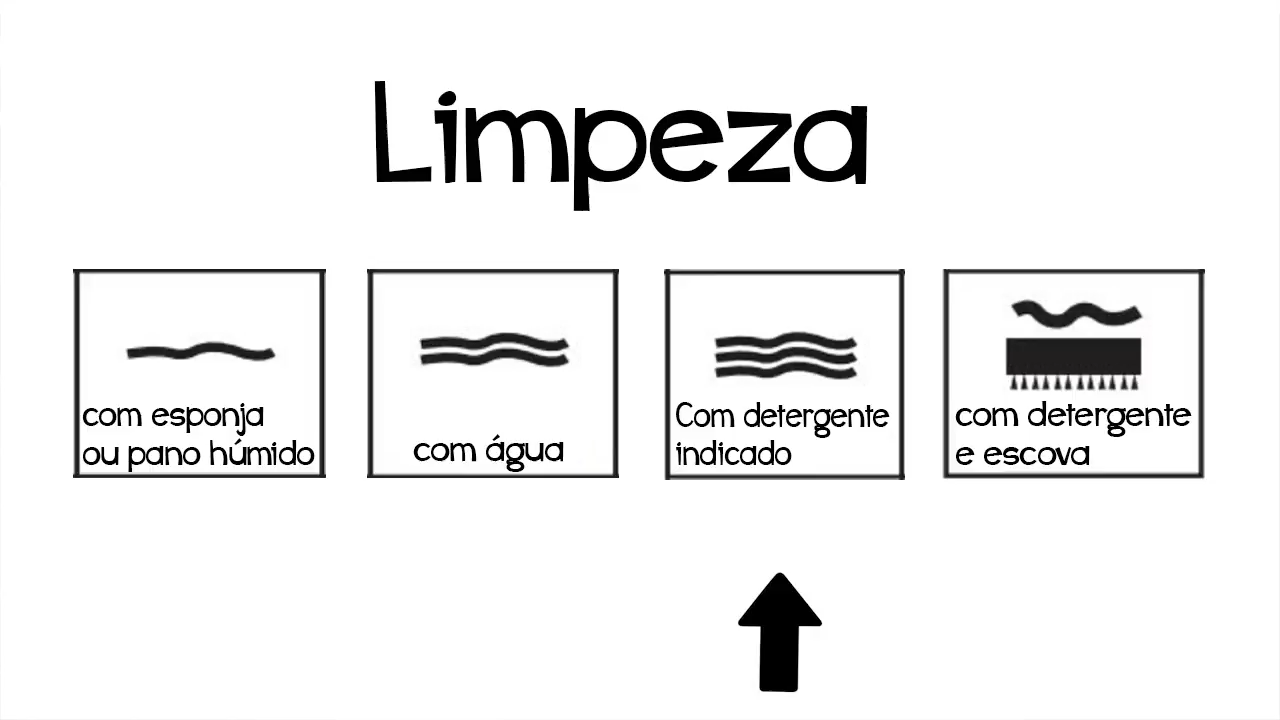 Limpeza
com esponja
ou pano húmido
com água
Com detergente
indicado
com detergente
e escova